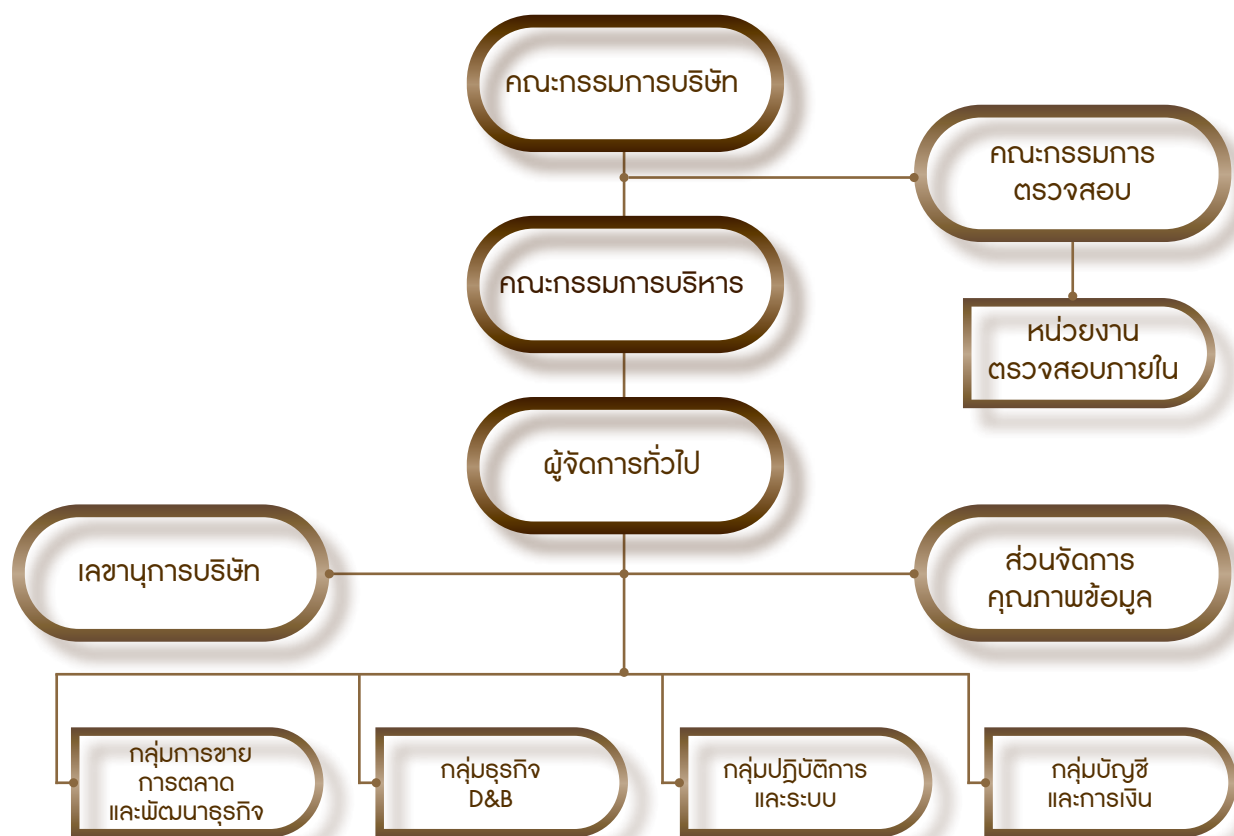 คณะกรรมการบริษัท
คณะกรรมการ
ตรวจสอบ
คณะกรรมการบริหาร
หน่วยงาน
ตรวจสอบภายใน
ผู้จัดการทั่วไป
เลขานุการบริษัท
ส่วนจัดการ
คุณภาพข้อมูล
กลุ่มการขาย
การตลาด
และพัฒนาธุรกิจ
กลุ่มธุรกิจ
D&B
กลุ่มปฏิบัติการ
และระบบ
กลุ่มบัญชี
และการเงิน